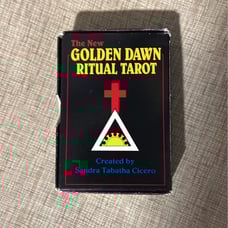 The New
GOLDEN DAWN
RITUAL TAROT
Created by
Sandra Tabatha Cicero